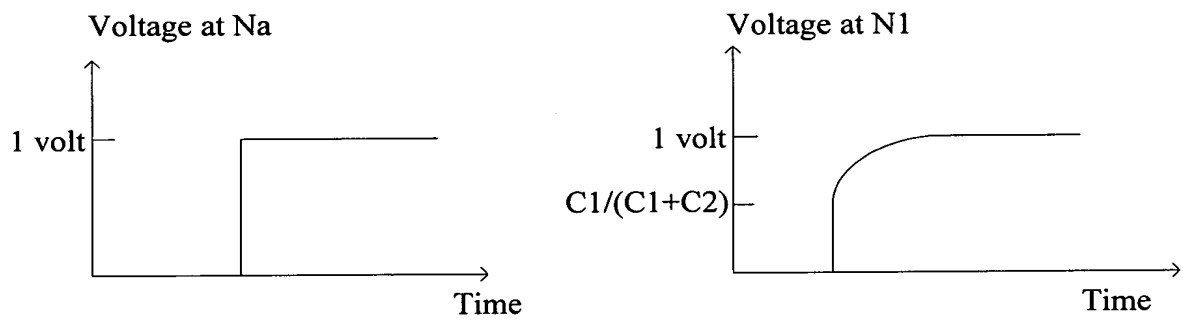 Voltage at Na
1 volt
Time
Voltage at N1
1 volt
C1/(C1+C2)
Time